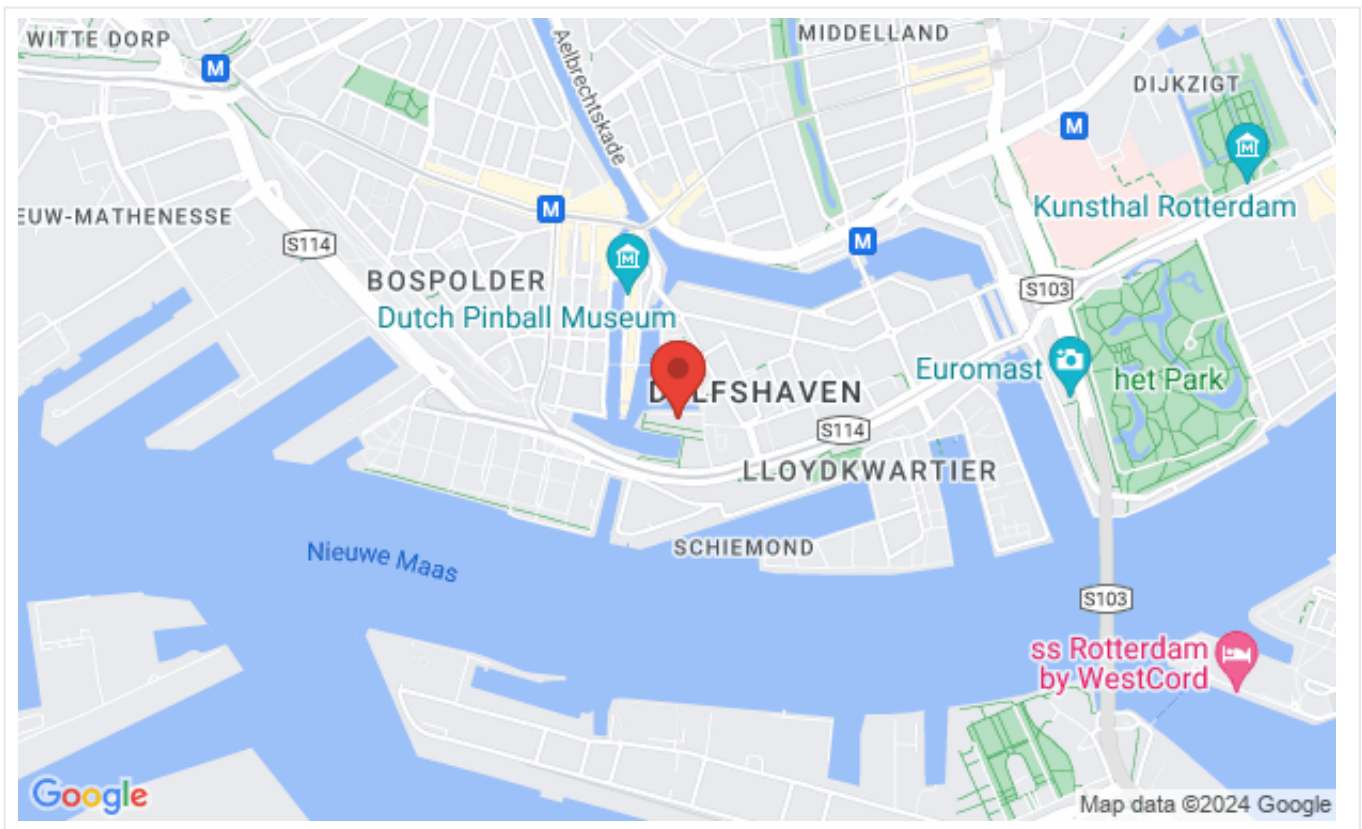 WITTE DORP
M
Aelbrechtskade
MIDDELLAND
DIJKZIGT
M
M
Kunsthal Rotterdam
EUW-MATHENESSE
M
S114
M
M
BOSPOLDER
Dutch Pinball Museum
S103
Euromast
het Park
D LFSHAVEN
S114
LLOYDKWARTIER
SCHIEMOND
Nieuwe Maas
S103
ss Rotterdam
by WestCord
Google
Map data ©2024 Google